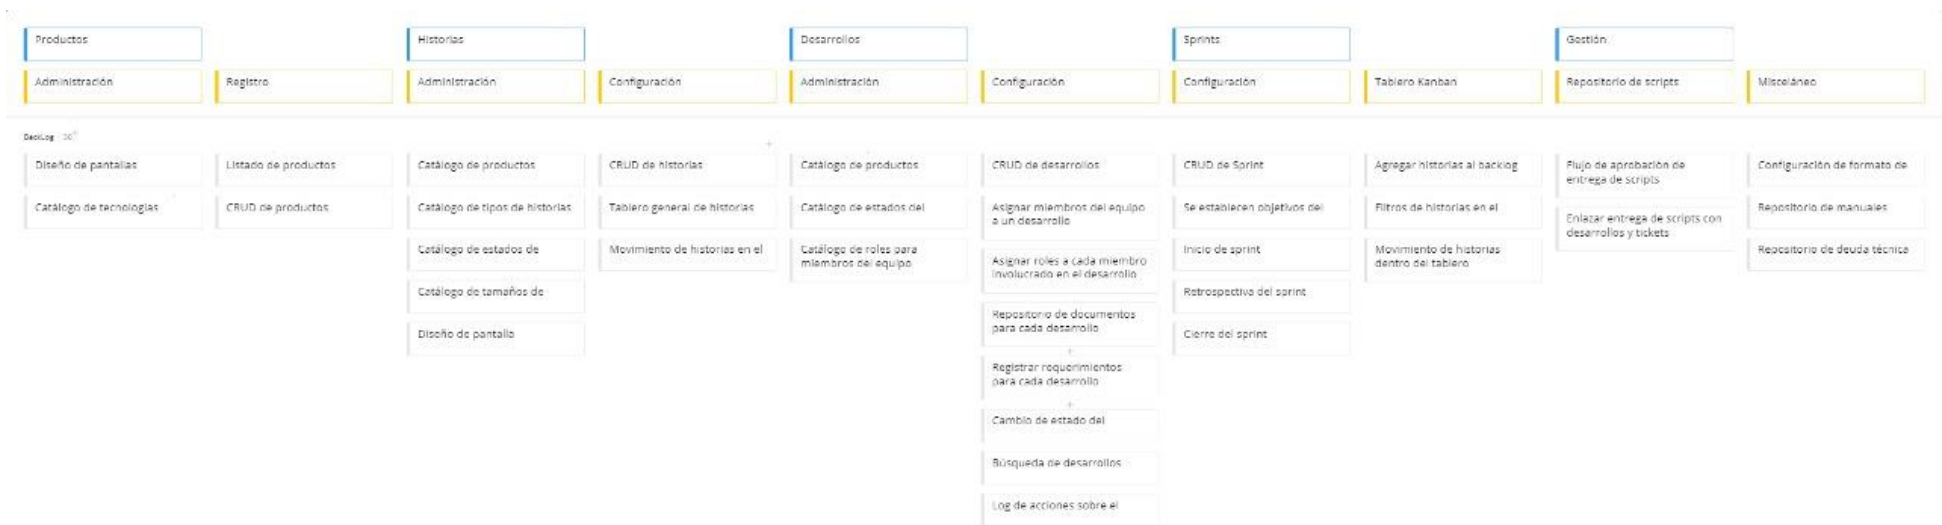 Productos
Historias
Desarrollos
Sprints
Gestión
Administración
Registro
Administración
Configuración
Administración
Configuración
Configuración
Tablero Kanban
Repositorio de scripts
Misceláneo
BackLog
Diseño de pantallas
Catálogo de tecnologías
Listado de productos
CRUD de productos
Catálogo de productos
Catálogo de tipos de historias
Catálogo de estados de
Catálogo de tamaños de
Diseño de pantalla
CRUD de historias
Tablero general de historias
Movimiento de historias en el
Catálogo de productos
Catálogo de estados del
Catálogo de roles para
miembros del equipo
CRUD de desarrollos
Asignar miembros del equipo
a un desarrollo
Asignar roles a cada miembro
involucrado en el desarrollo
Repositorio de documentos
para cada desarrollo
Registrar requerimientos
para cada desarrollo
Cambio de estado del
Búsqueda de desarrollos
Log de acciones sobre el
CRUD de Sprint
Se establecen objetivos del
Inicio de sprint
Retrospectiva del sprint
Cierre del sprint
Agregar historias al backlog
Filtros de historias en el
Movimiento de historias
dentro del tablero
Flujo de aprobación de
entrega de scripts
Enlazar entrega de scripts con
desarrollos y tickets
Configuración de formato de
Repositorio de manuales
Repositorio de deuda técnica